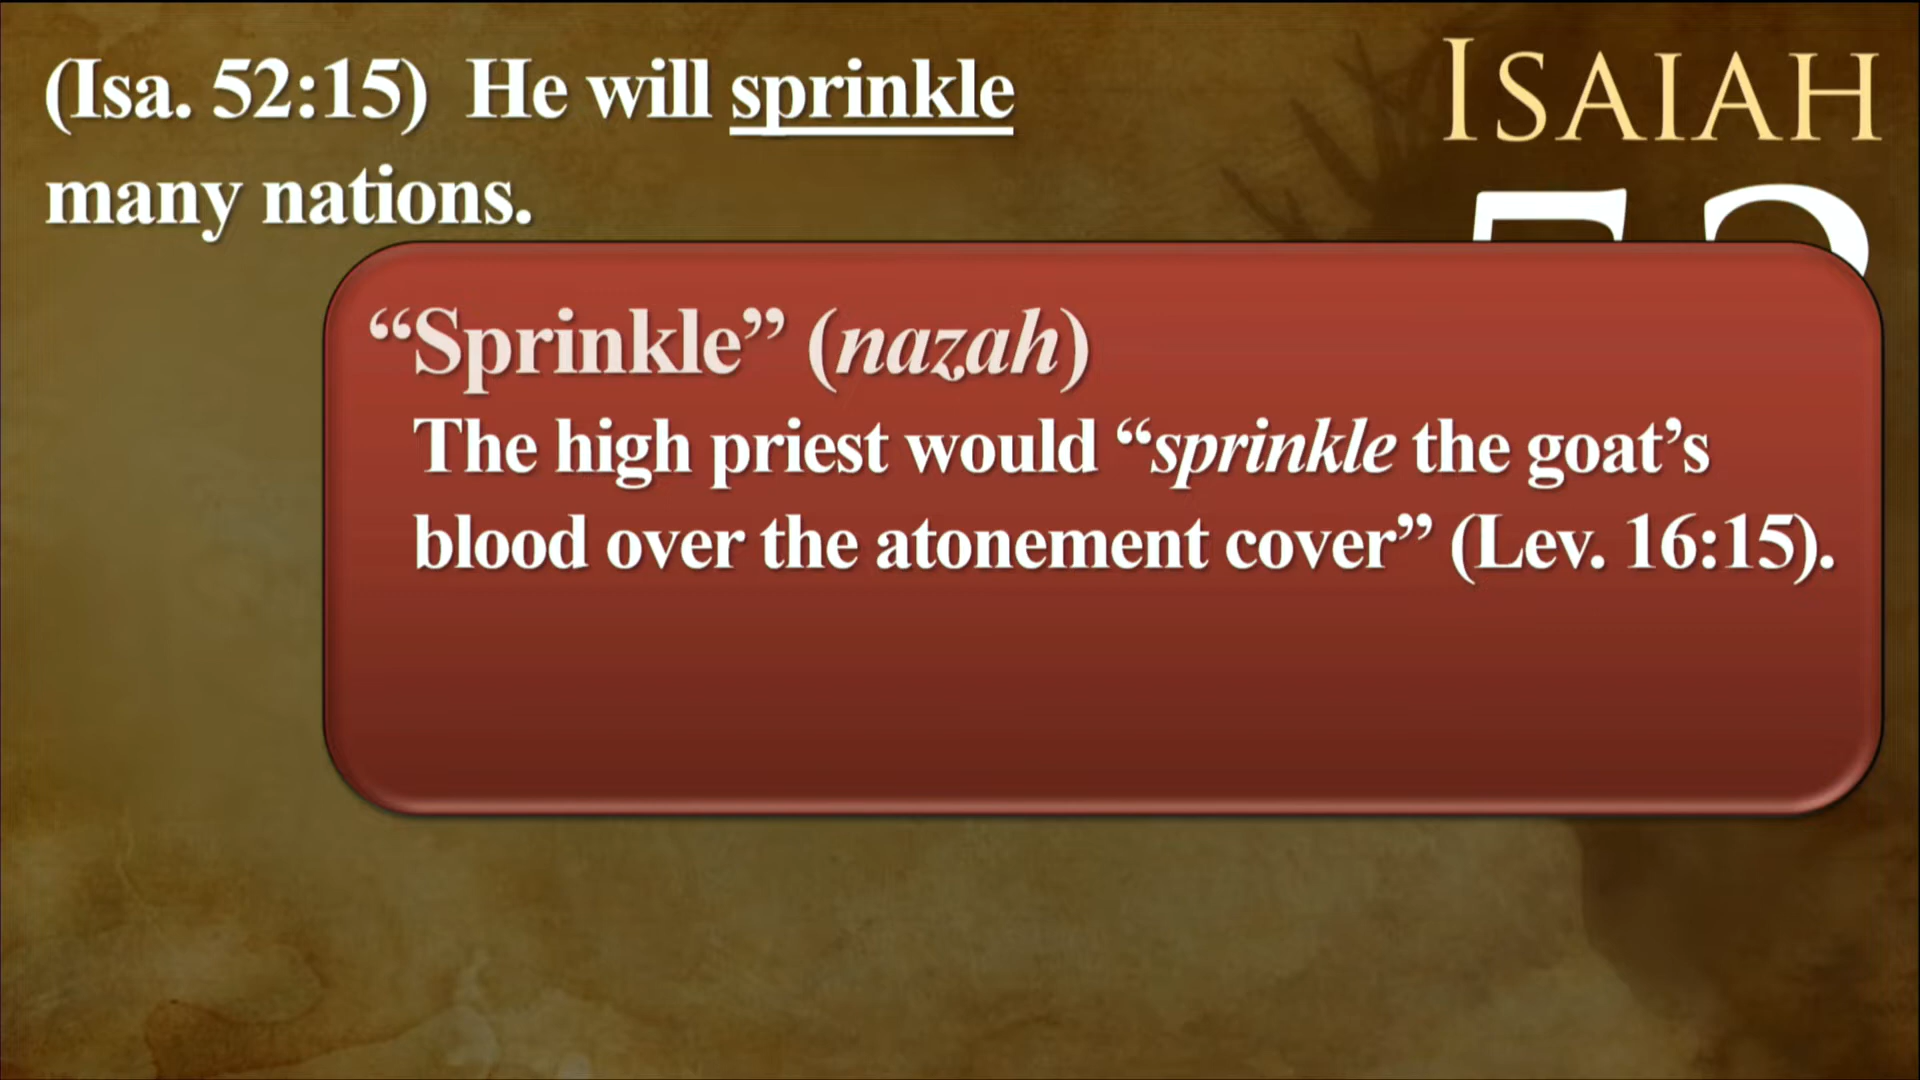 (Isa. 52:15) He will sprinkle
many nations.
ISAIAH
“Sprinkle” (nazah)
The high priest would “sprinkle the goat’s
blood over the atonement cover” (Lev. 16:15).